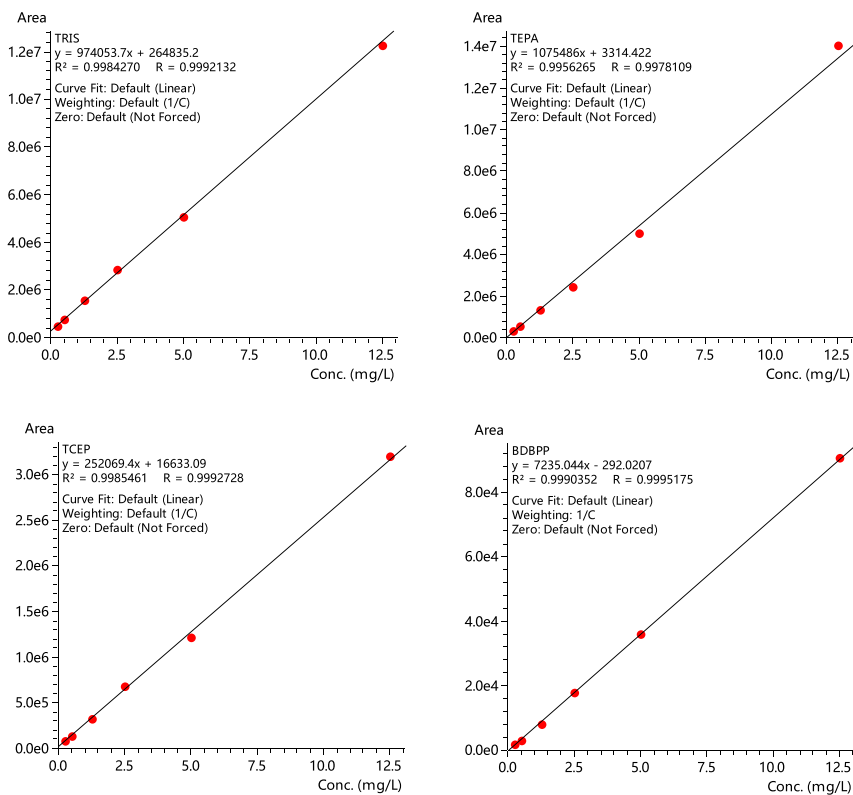 Area
TRIS
y = 974053.7x + 264835.2
R² = 0.9984270 R = 0.9992132
Curve Fit: Default (Linear)
Weighting: Default (1/C)
Zero: Default (Not Forced)
1.2e7
1.0e7
8.0e6
6.0e6
4.0e6
2.0e6
0.0e0
0.0 2.5 5.0 7.5 10.0 12.5
Conc. (mg/L)
Area
TEPA
y = 1075486x + 3314.422
R² = 0.9956265 R = 0.9978109
Curve Fit: Default (Linear)
Weighting: Default (1/C)
Zero: Default (Not Forced)
1.4e7
1.2e7
1.0e7
8.0e6
6.0e6
4.0e6
2.0e6
0.0e0
0.0 2.5 5.0 7.5 10.0 12.5
Conc. (mg/L)
Area
TCEP
y = 252069.4x + 16633.09
R² = 0.9985461 R = 0.9992728
Curve Fit: Default (Linear)
Weighting: Default (1/C)
Zero: Default (Not Forced)
3.0e6
2.5e6
2.0e6
1.5e6
1.0e6
5.0e5
0.0e0
0.0 2.5 5.0 7.5 10.0 12.5
Conc. (mg/L)
Area
BDBPP
y = 7235.044x - 292.0207
R² = 0.9990352 R = 0.9995175
Curve Fit: Default (Linear)
Weighting: 1/C
Zero: Default (Not Forced)
8.0e4
6.0e4
4.0e4
2.0e4
0.0e0
0.0 2.5 5.0 7.5 10.0 12.5
Conc. (mg/L)